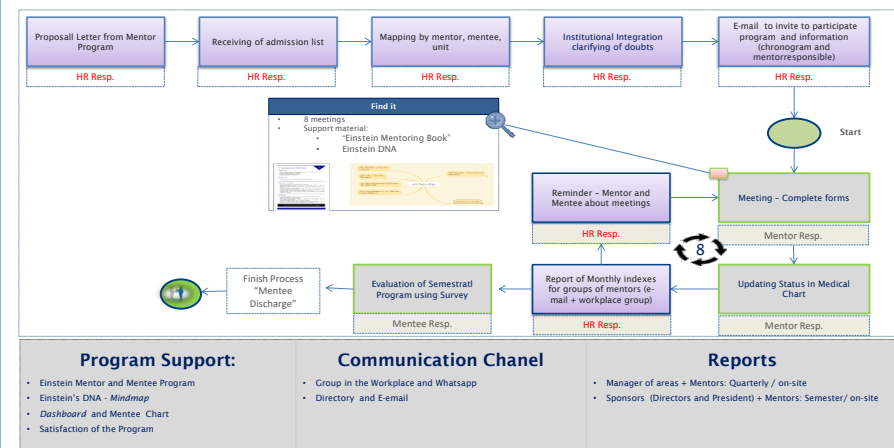 Proposall Letter from Mentor
Program
HR Resp.
Receiving of admission list
HR Resp.
Mapping by mentor, mentee,
unit
HR Resp.
Institutional Integration
clarifying of doubts
HR Resp.
E-mail to invite to participate
program and information
(chronogram and
mentorresponsible)
HR Resp.
Start
Find it
• 8 meetings
• Support material:
• "Einstein Mentoring Book"
• Einstein DNA
Reminder – Mentor and
Mentee about meetings
HR Resp.
Meeting – Complete forms
Mentor Resp.
8
Finish Process
"Mentee
Discharge"
Evaluation of Semestratl
Program using Survey
Mentee Resp.
Report of Monthly indexes
for groups of mentors (e-
mail + workplace group)
HR Resp.
Updating Status in Medical
Chart
Mentor Resp.
Program Support:
• Einstein Mentor and Mentee Program
• Einstein's DNA - Mindmap
• Dashboard and Mentee Chart
• Satisfaction of the Program
Communication Chanel
• Group in the Workplace and Whatsapp
• Directory and E-mail
Reports
• Manager of areas + Mentors: Quarterly / on-site
• Sponsors (Directors and President) + Mentors: Semester/ on-site